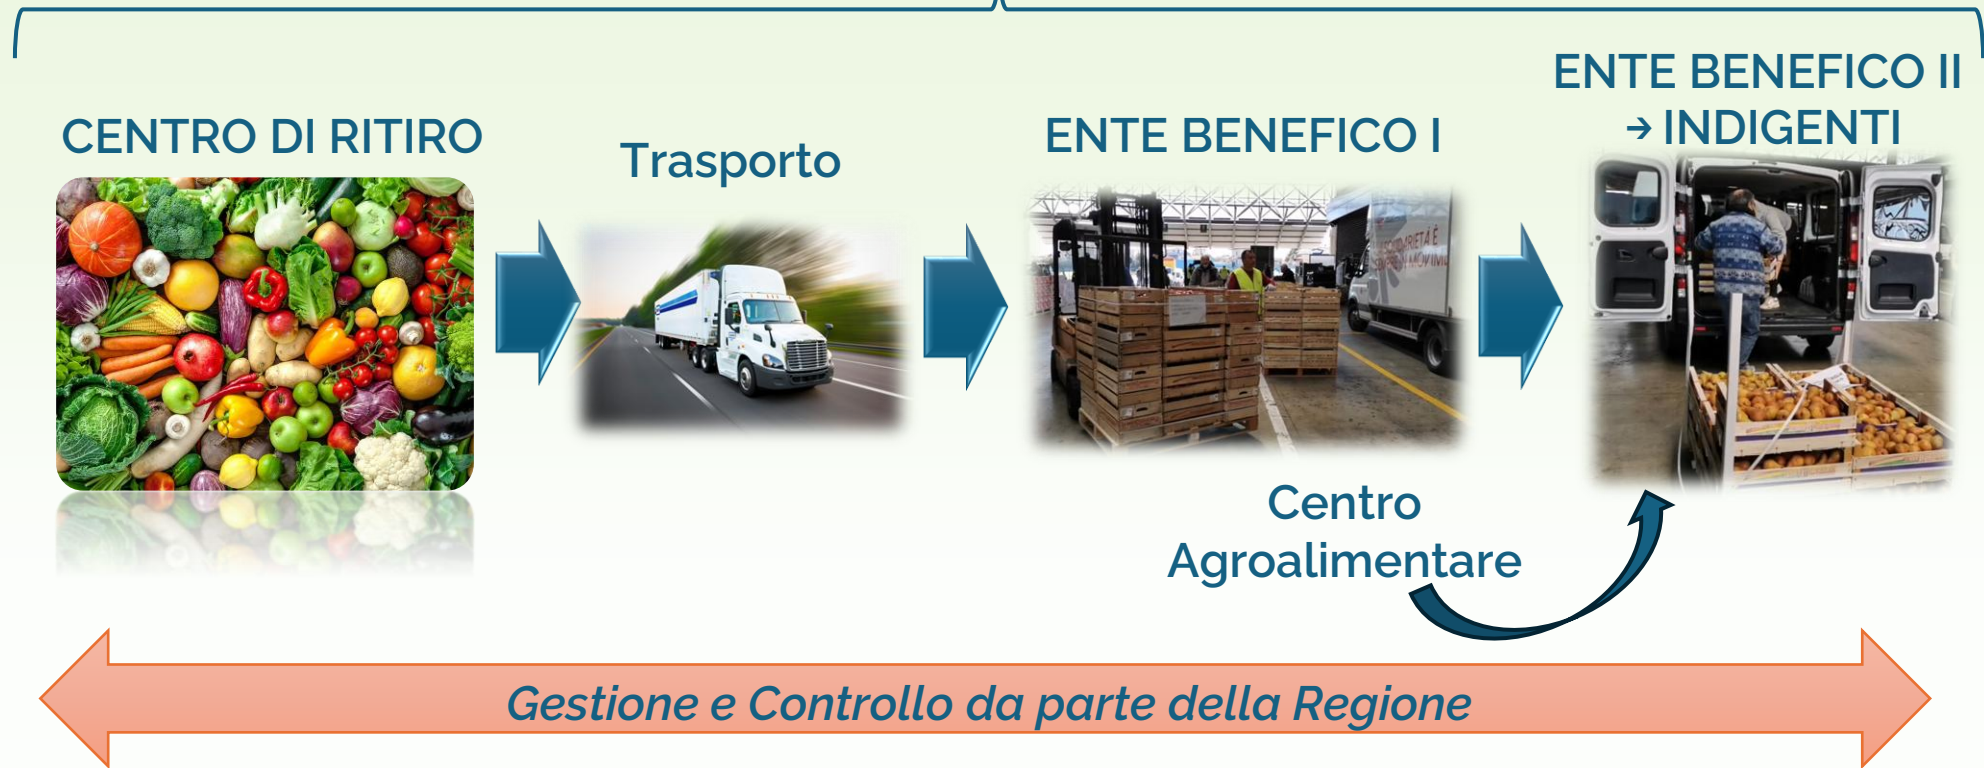 CENTRO DI RITIRO
Trasporto
ENTE BENEFICO I
ENTE BENEFICO II
→ INDIGENTI
Centro
Agroalimentare
Gestione e Controllo da parte della Regione